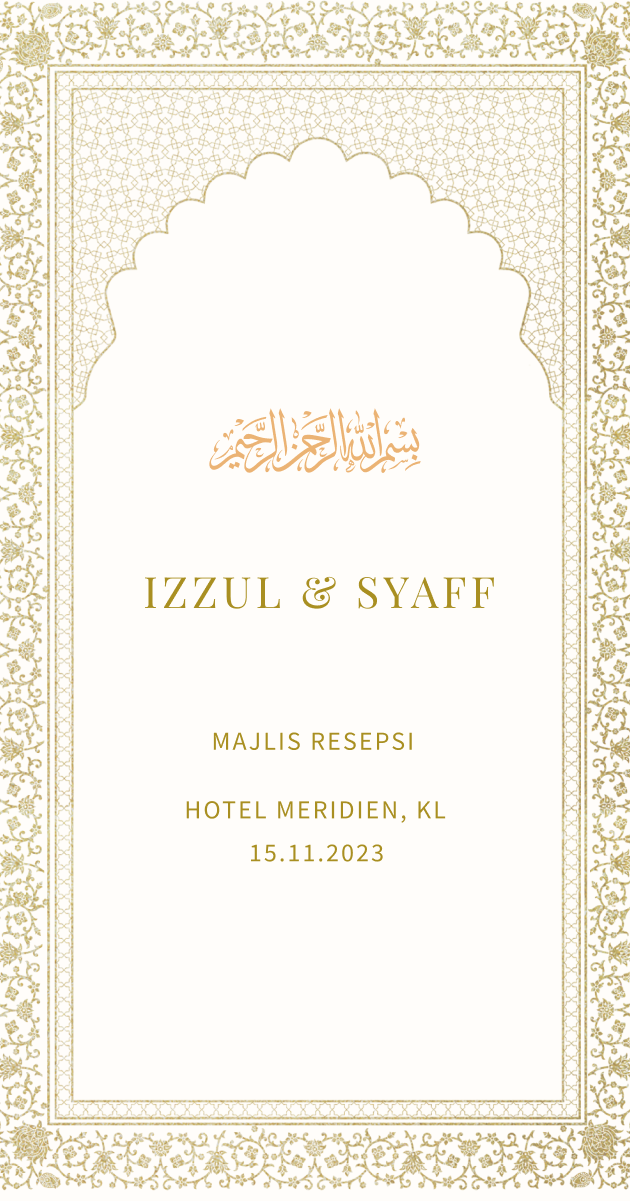 بسم الله الرحمن الرحيم
IZZUL & SYAFF
MAJLIS RESEPSI
HOTEL MERIDIEN, KL
15.11.2023